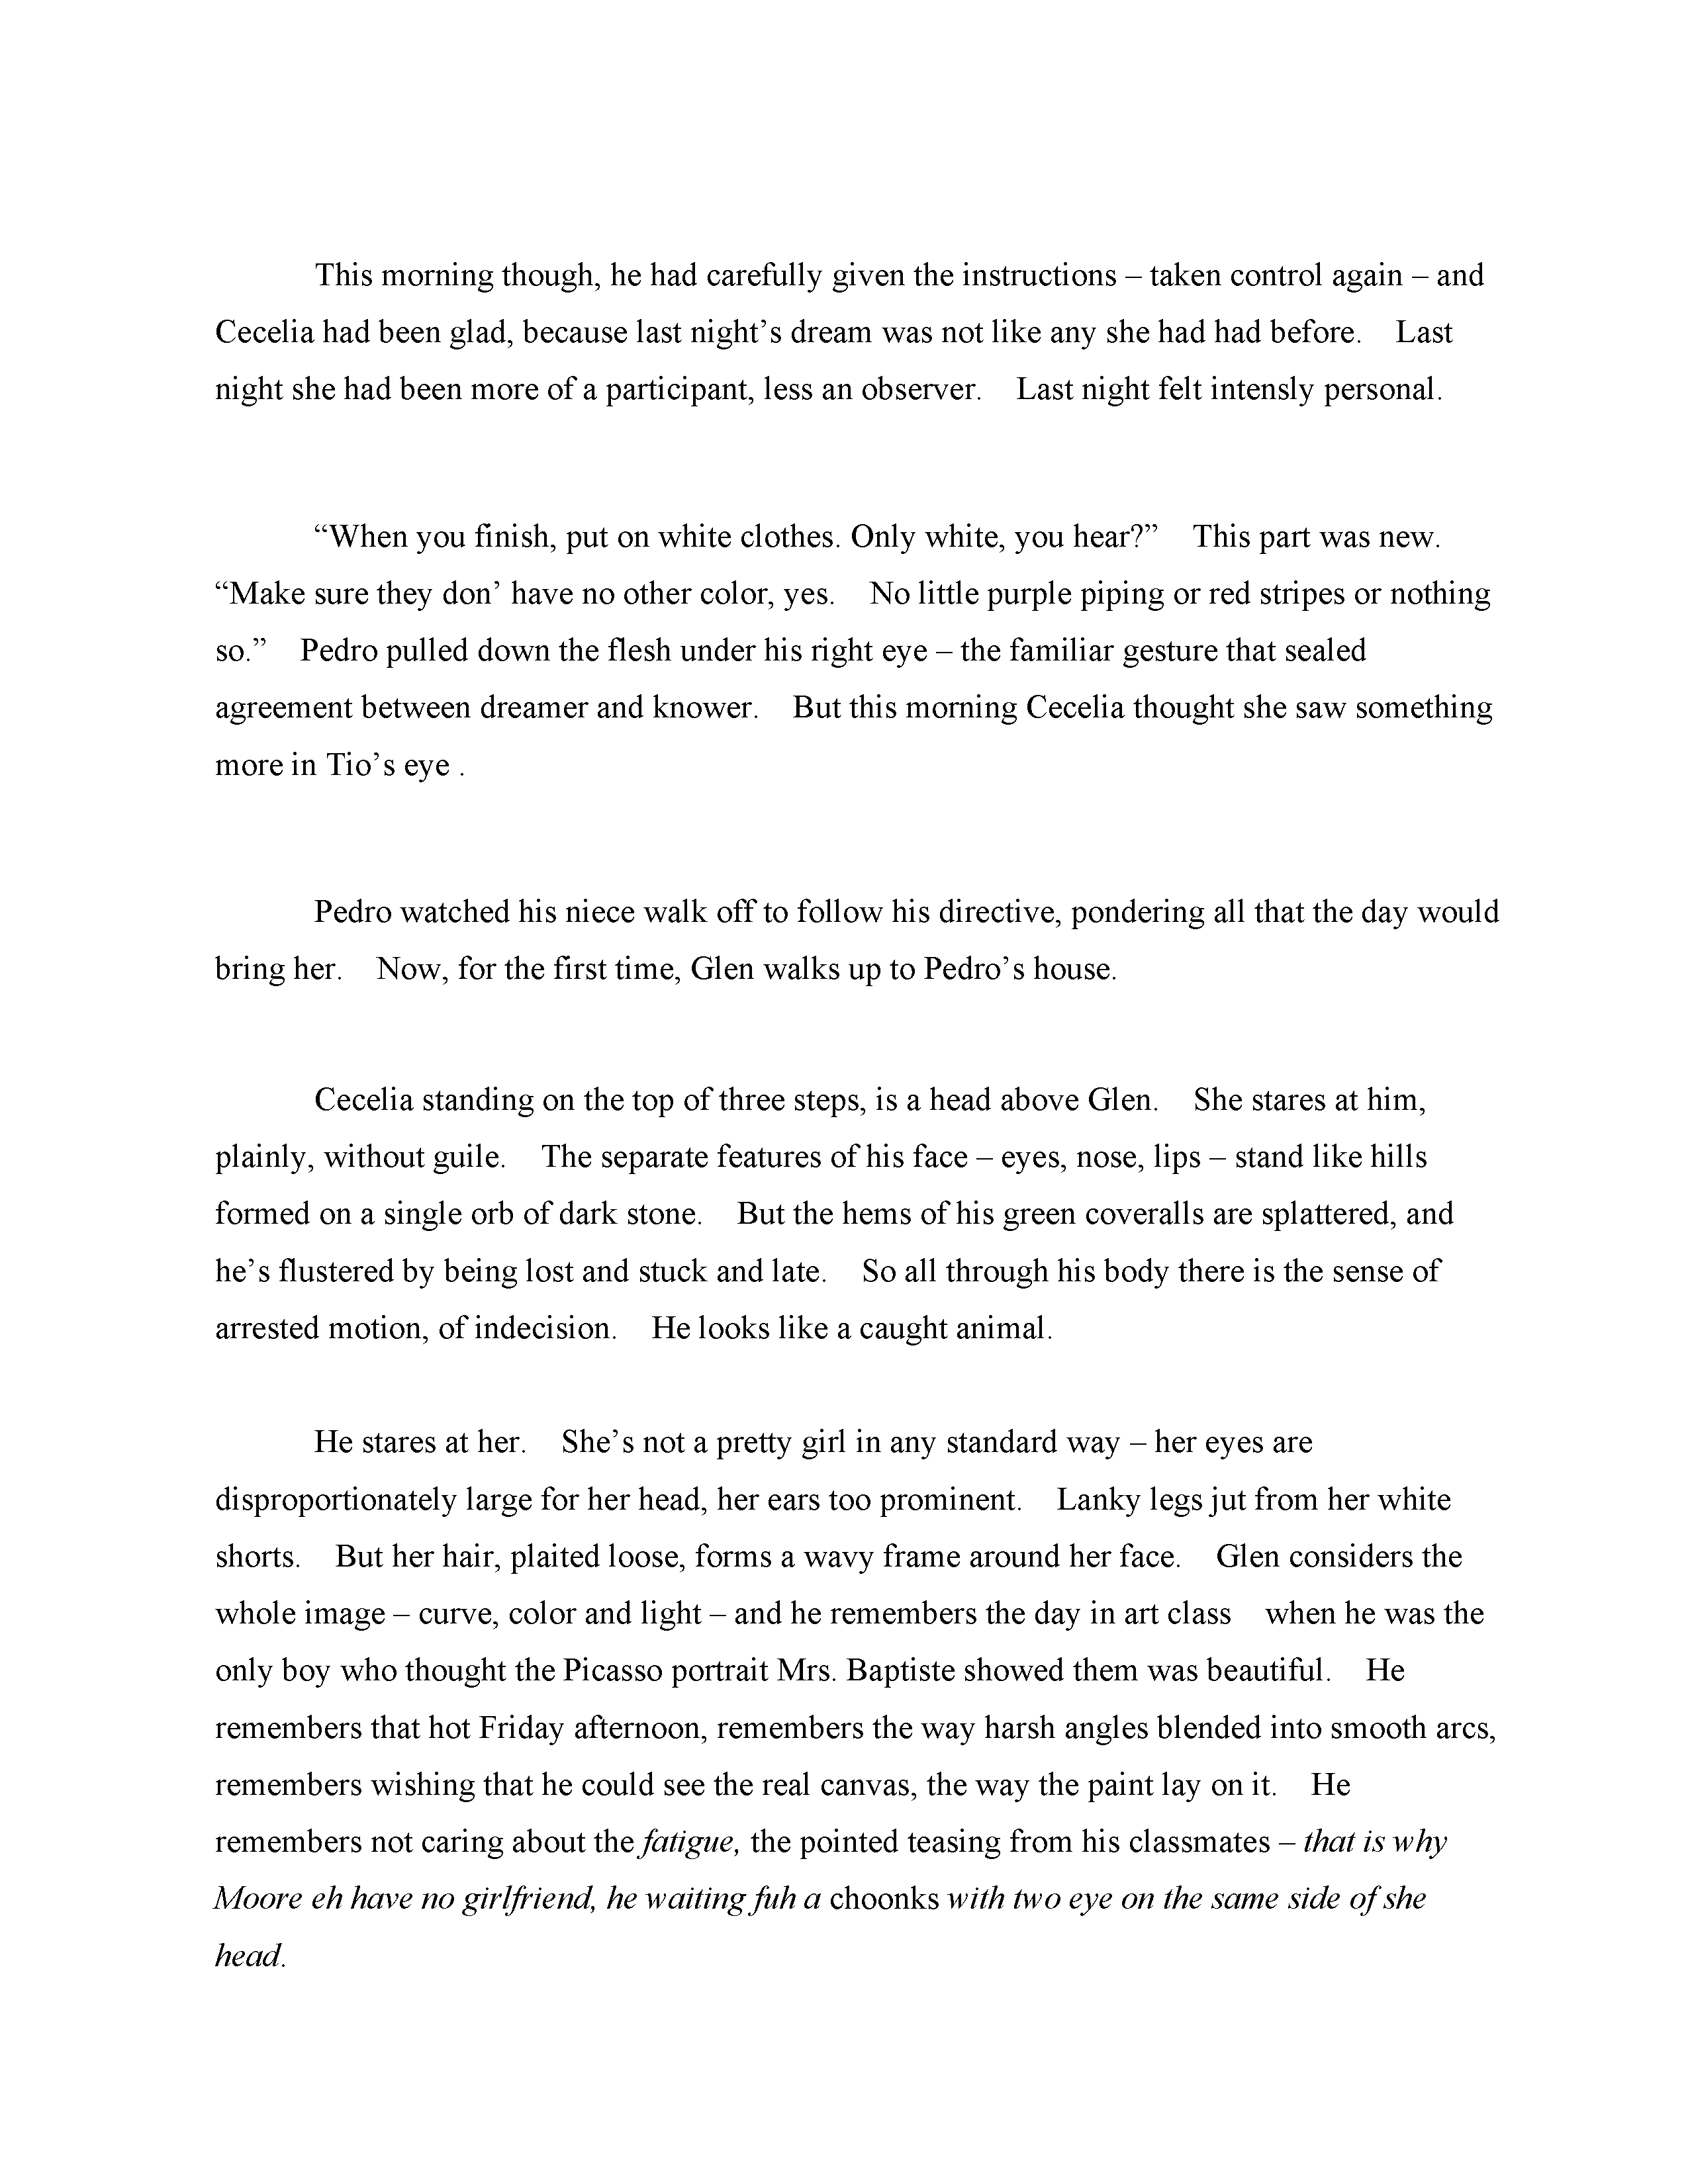 This morning though, he had carefully given the instructions – taken control again – and
Cecelia had been glad, because last night’s dream was not like any she had had before.    Last
night she had been more of a participant, less an observer.    Last night felt intensly personal.
“When you finish, put on white clothes. Only white, you hear?”    This part was new.
“Make sure they don’ have no other color, yes.    No little purple piping or red stripes or nothing
so.”    Pedro pulled down the flesh under his right eye – the familiar gesture that sealed
agreement between dreamer and knower.    But this morning Cecelia thought she saw something
more in Tio’s eye .
Pedro watched his niece walk off to follow his directive, pondering all that the day would
bring her.    Now, for the first time, Glen walks up to Pedro’s house.
Cecelia standing on the top of three steps, is a head above Glen.    She stares at him,
plainly, without guile.    The separate features of his face – eyes, nose, lips – stand like hills
formed on a single orb of dark stone.    But the hems of his green coveralls are splattered, and
he’s flustered by being lost and stuck and late.    So all through his body there is the sense of
arrested motion, of indecision.    He looks like a caught animal.
He stares at her.    She’s not a pretty girl in any standard way – her eyes are
disproportionately large for her head, her ears too prominent.    Lanky legs jut from her white
shorts.    But her hair, plaited loose, forms a wavy frame around her face.    Glen considers the
whole image – curve, color and light – and he remembers the day in art class    when he was the
only boy who thought the Picasso portrait Mrs. Baptiste showed them was beautiful.    He
remembers that hot Friday afternoon, remembers the way harsh angles blended into smooth arcs,
remembers wishing that he could see the real canvas, the way the paint lay on it.    He
remembers not caring about the fatigue, the pointed teasing from his classmates – that is why
Moore eh have no girlfriend, he waiting fuh a choonks with two eye on the same side of she
head.